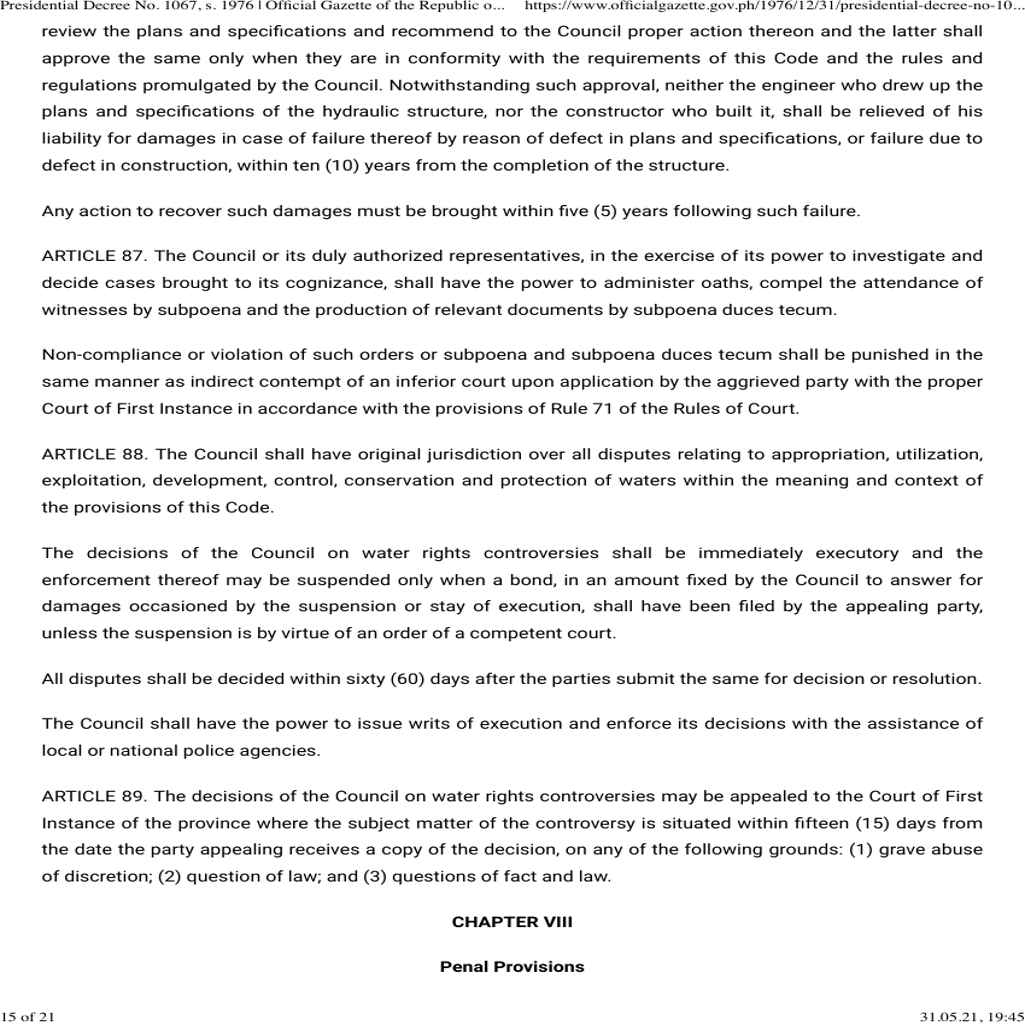 Presidential Decree No. 1067, s. 1976 | Official Gazette of the Republic o... https://www.officialgazette.gov.ph/1976/12/31/presidential-decree-no-10...
review the plans and specifications and recommend to the Council proper action thereon and the latter shall
approve the same only when they are in conformity with the requirements of this Code and the rules and
regulations promulgated by the Council. Notwithstanding such approval, neither the engineer who drew up the
plans and specifications of the hydraulic structure, nor the constructor who built it, shall be relieved of his
liability for damages in case of failure thereof by reason of defect in plans and specifications, or failure due to
defect in construction, within ten (10) years from the completion of the structure.
Any action to recover such damages must be brought within five (5) years following such failure.
ARTICLE 87. The Council or its duly authorized representatives, in the exercise of its power to investigate and
decide cases brought to its cognizance, shall have the power to administer oaths, compel the attendance of
witnesses by subpoena and the production of relevant documents by subpoena duces tecum.
Non-compliance or violation of such orders or subpoena and subpoena duces tecum shall be punished in the
same manner as indirect contempt of an inferior court upon application by the aggrieved party with the proper
Court of First Instance in accordance with the provisions of Rule 71 of the Rules of Court.
ARTICLE 88. The Council shall have original jurisdiction over all disputes relating to appropriation, utilization,
exploitation, development, control, conservation and protection of waters within the meaning and context of
the provisions of this Code.
The decisions of the Council on water rights controversies shall be immediately executory and the
enforcement thereof may be suspended only when a bond, in an amount fixed by the Council to answer for
damages occasioned by the suspension or stay of execution, shall have been filed by the appealing party,
unless the suspension is by virtue of an order of a competent court.
All disputes shall be decided within sixty (60) days after the parties submit the same for decision or resolution.
The Council shall have the power to issue writs of execution and enforce its decisions with the assistance of
local or national police agencies.
ARTICLE 89. The decisions of the Council on water rights controversies may be appealed to the Court of First
Instance of the province where the subject matter of the controversy is situated within fifteen (15) days from
the date the party appealing receives a copy of the decision, on any of the following grounds: (1) grave abuse
of discretion; (2) question of law; and (3) questions of fact and law.
CHAPTER VIII
Penal Provisions
15 of 21 31.05.21, 19:45